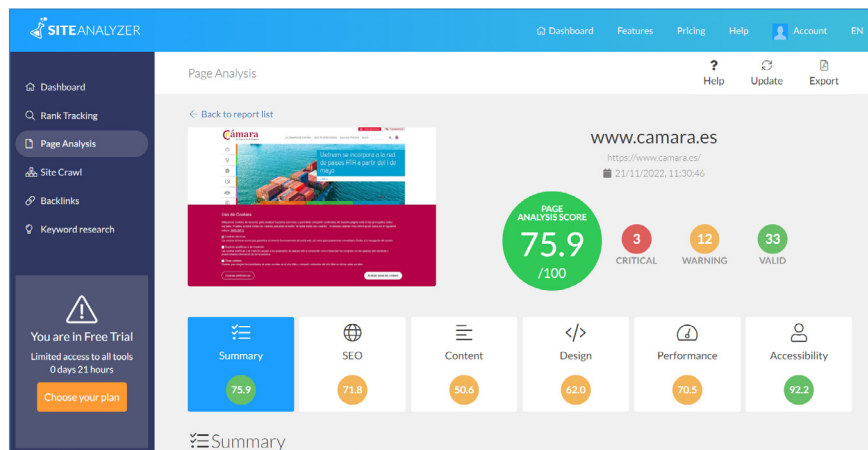 SITEANALYZER
Dashboard Features Pricing Help Account EN
Dashboard
Rank Tracking
Page Analysis
Site Crawl
Backlinks
Keyword research
You are in Free Trial
Limited access to all tools
0 days 21 hours
Choose your plan
Page Analysis
? Help Update Export
← Back to report list
Cámara
Vietnam se incorpora a la red
de países ATA a partir del 1 de
mayo
Uso de Cookies
www.camara.es
https://www.camara.es/
21/11/2022, 11:30:46
PAGE
ANALYSIS SCORE
75.9
/100
3 CRITICAL
12 WARNING
33 VALID
Summary SEO Content Design Performance Accessibility
75.9 71.8 50.6 62.0 70.5 92.2
Summary